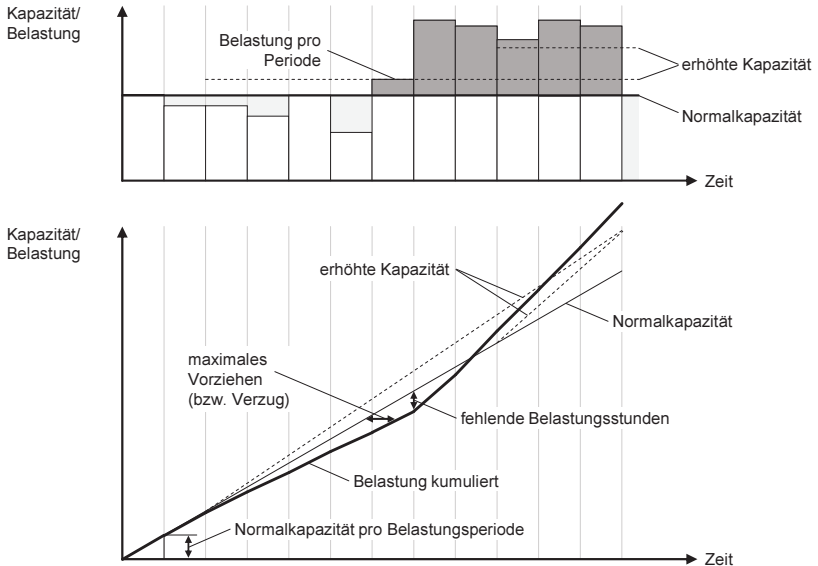 Kapazität/
Belastung
Belastung pro
Periode
erhöhte Kapazität
Normalkapazität
Zeit
Kapazität/
Belastung
erhöhte Kapazität
Normalkapazität
maximales
Vorziehen
(bzw. Verzug)
fehlende Belastungsstunden
Belastung kumuliert
Normalkapazität pro Belastungsperiode
Zeit